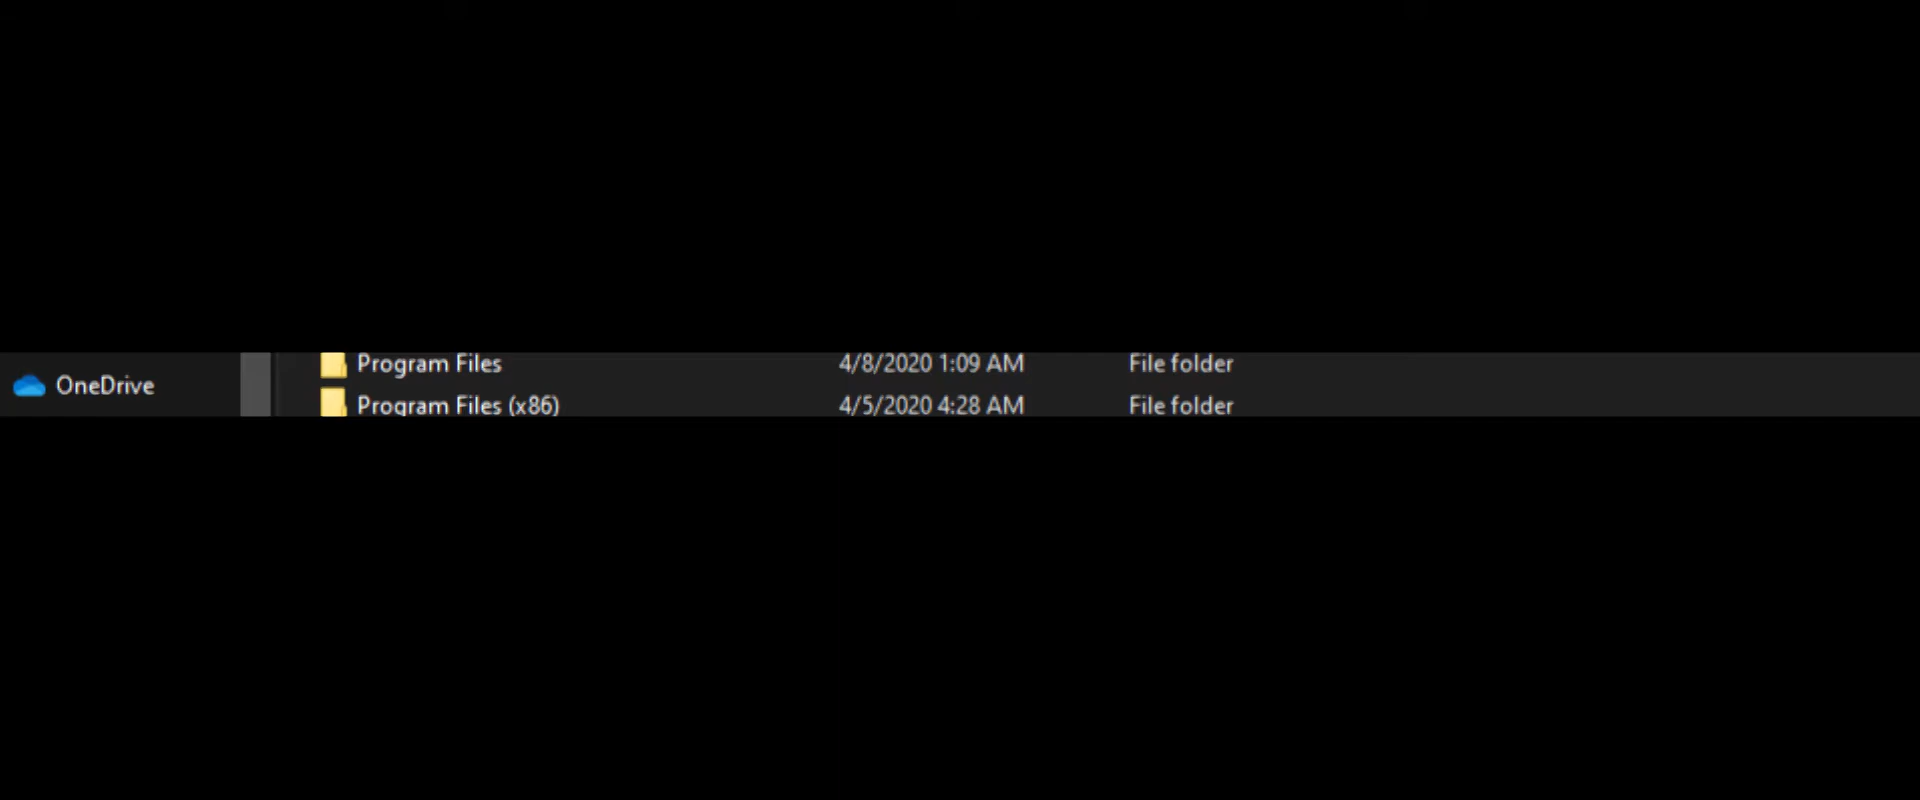 Program Files 4/8/2020 1:09 AM File folder
OneDrive
Program Files (x86) 4/5/2020 4:28 AM File folder